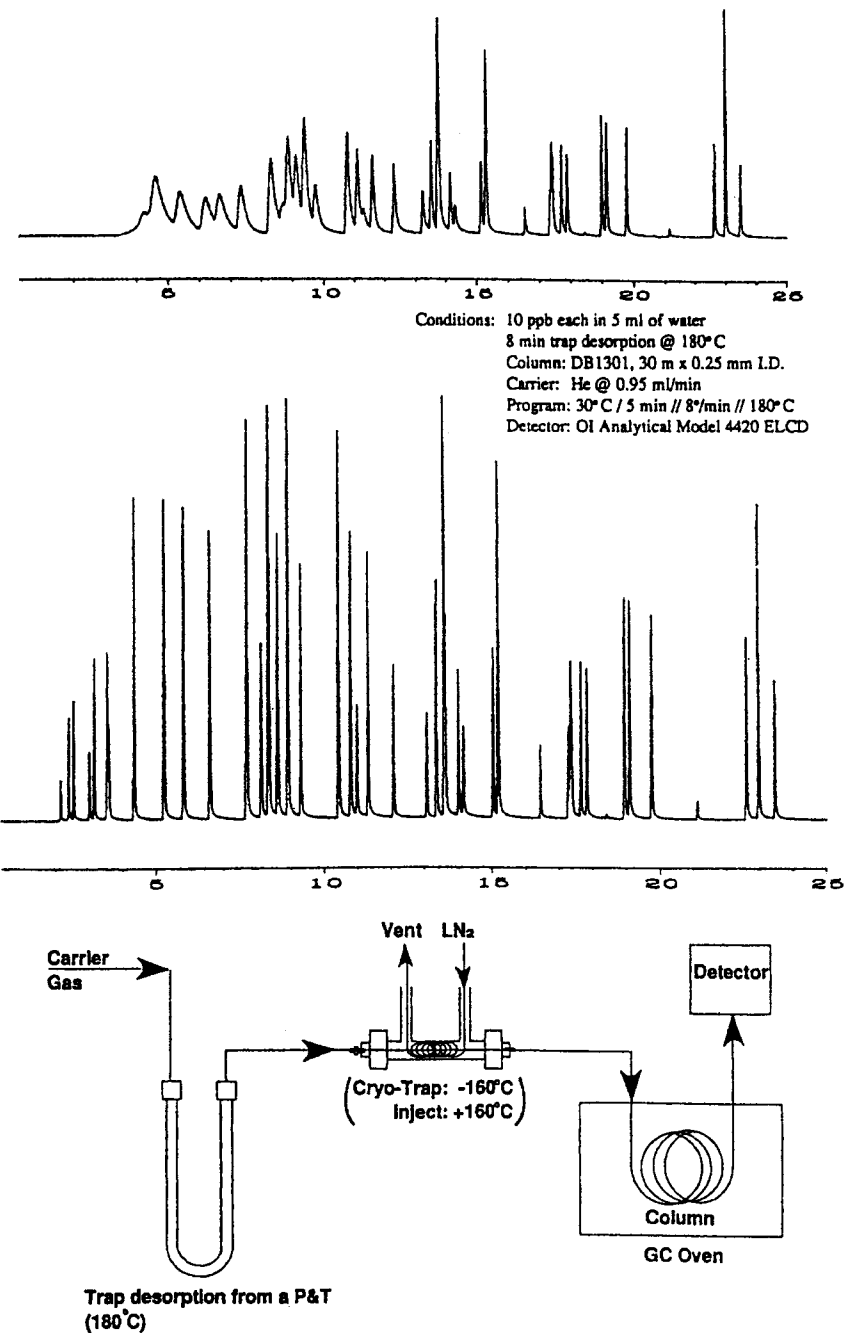 5 10 15 20 25
Conditions: 10 ppb each in 5 ml of water
8 min trap desorption @ 180°C
Column: DB1301, 30 m x 0.25 mm I.D.
Carrier: He @ 0.95 ml/min
Program: 30°C / 5 min // 8°/min // 180°C
Detector: OI Analytical Model 4420 ELCD
5 10 15 20 25
Vent LN₂
Carrier
Gas
Detector
(Cryo-Trap: -160°C
Inject: +160°C)
Column
GC Oven
Trap desorption from a P&T
(180°C)